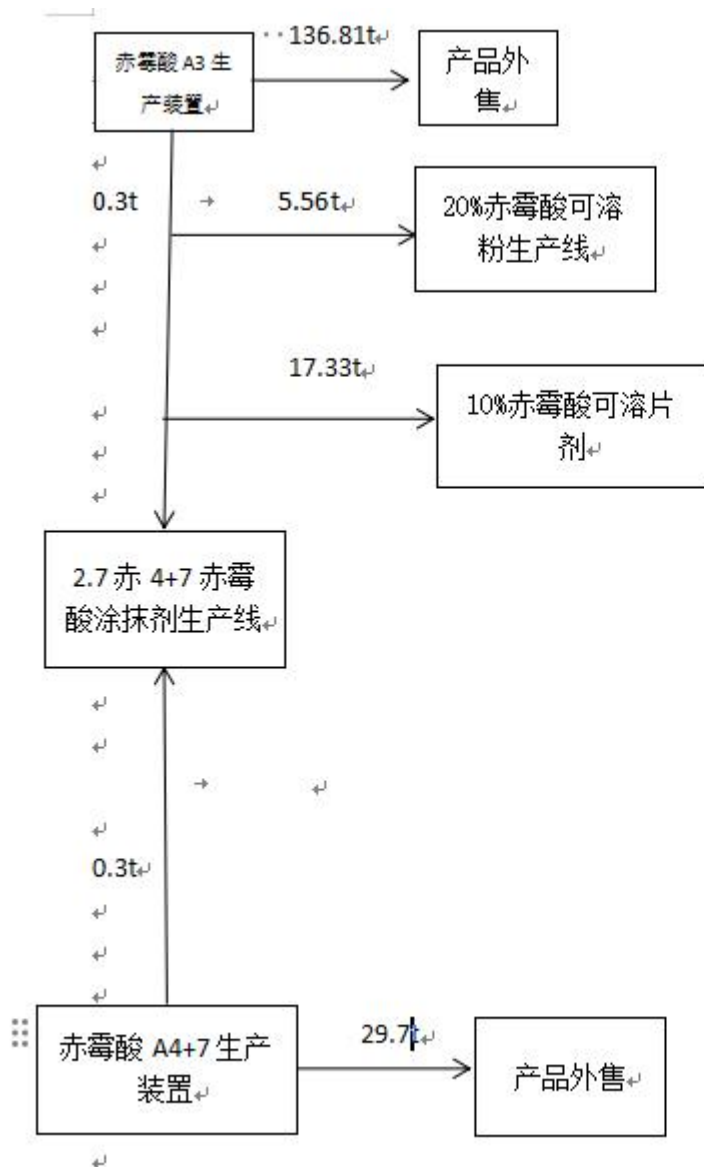 赤霉酸 A3 生
产装置
136.81t
产品外
售
0.3t
5.56t
20%赤霉酸可溶
粉生产线
17.33t
10%赤霉酸可溶片
剂
2.7 赤 4+7 赤霉
酸涂抹剂生产线
0.3t
赤霉酸 A4+7 生产
装置
29.7t
产品外售